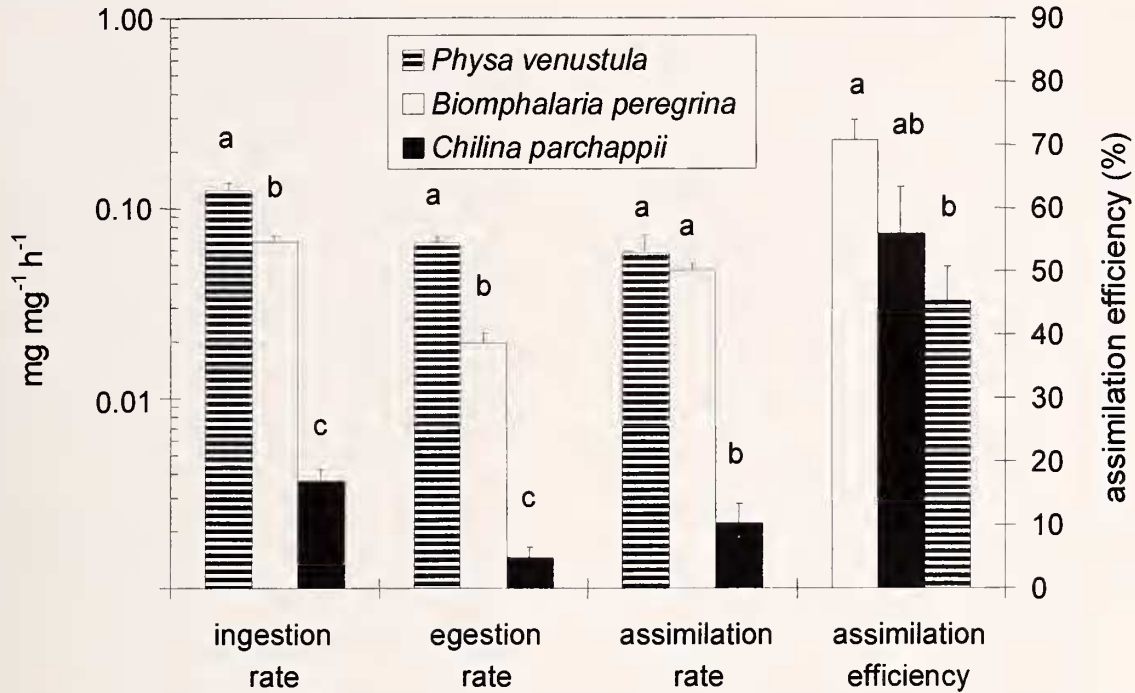 1.00
0.10
0.01
mg mg⁻¹ h⁻¹
Physa venustula
Biomphalaria peregrina
Chilina parchappii
a
b
c
a
b
c
a
a
b
a
ab
b
90
80
70
60
50
40
30
20
10
0
assimilation efficiency (%)
ingestion
rate
egestion
rate
assimilation
rate
assimilation
efficiency